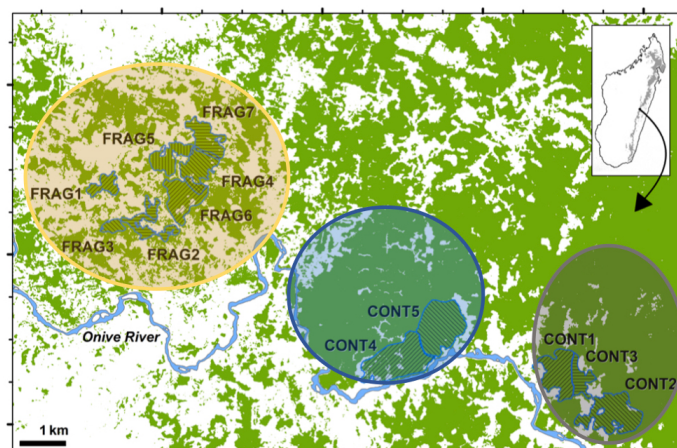 FRAG7
FRAG5
FRAG1
FRAG4
FRAG6
FRAG3
FRAG2
Onive River
CONT5
CONT4
CONT1
CONT3
CONT2
1 km